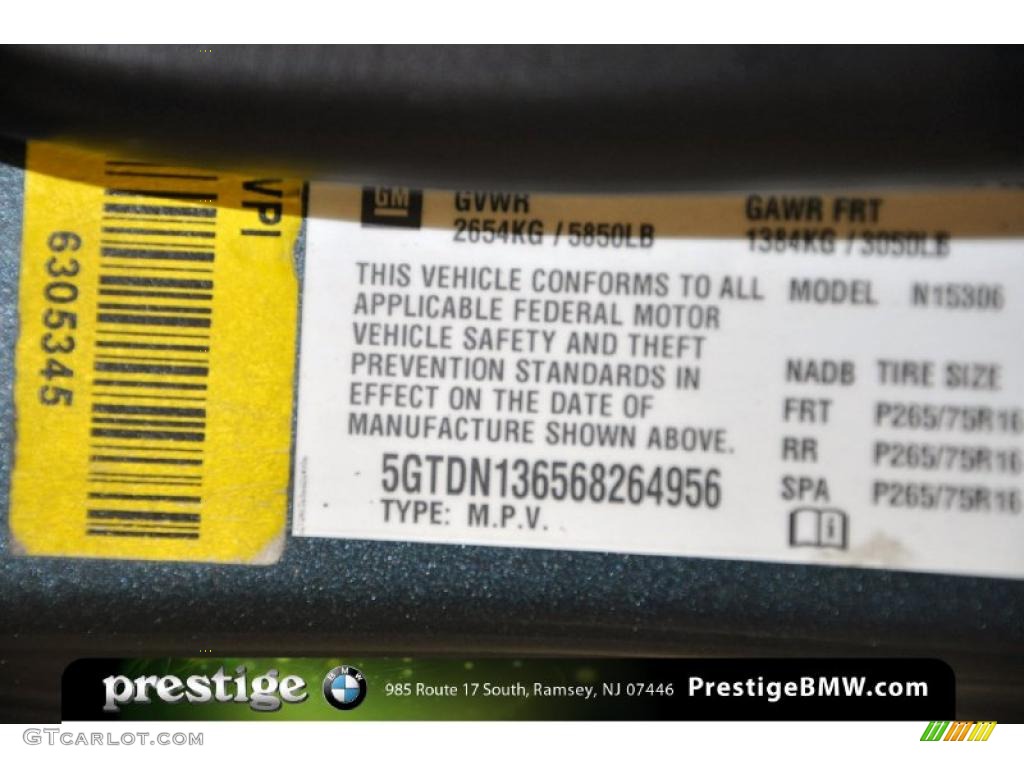 VPI
6305345
GM
GVWR
2654KG / 5850LB
GAWR FRT
1384KG / 3050LB
THIS VEHICLE CONFORMS TO ALL
APPLICABLE FEDERAL MOTOR
VEHICLE SAFETY AND THEFT
PREVENTION STANDARDS IN
EFFECT ON THE DATE OF
MANUFACTURE SHOWN ABOVE.
5GTDN136568264956
TYPE: M.P.V.
MODEL N15306
NADB TIRE SIZE
FRT P265/75R16
RR P265/75R16
SPA P265/75R16
prestige BMW 985 Route 17 South, Ramsey, NJ 07446 PrestigeBMW.com
GTCARLOT.COM